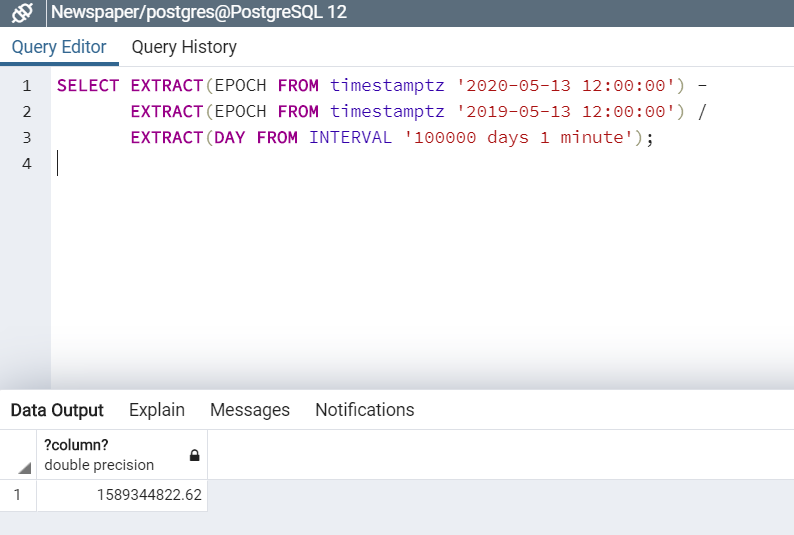 Newspaper/postgres@PostgreSQL 12
Query Editor Query History
1 SELECT EXTRACT(EPOCH FROM timestamptz '2020-05-13 12:00:00') -
2 EXTRACT(EPOCH FROM timestamptz '2019-05-13 12:00:00') /
3 EXTRACT(DAY FROM INTERVAL '100000 days 1 minute');
4
Data Output Explain Messages Notifications
?column?
double precision
1 1589344822.62